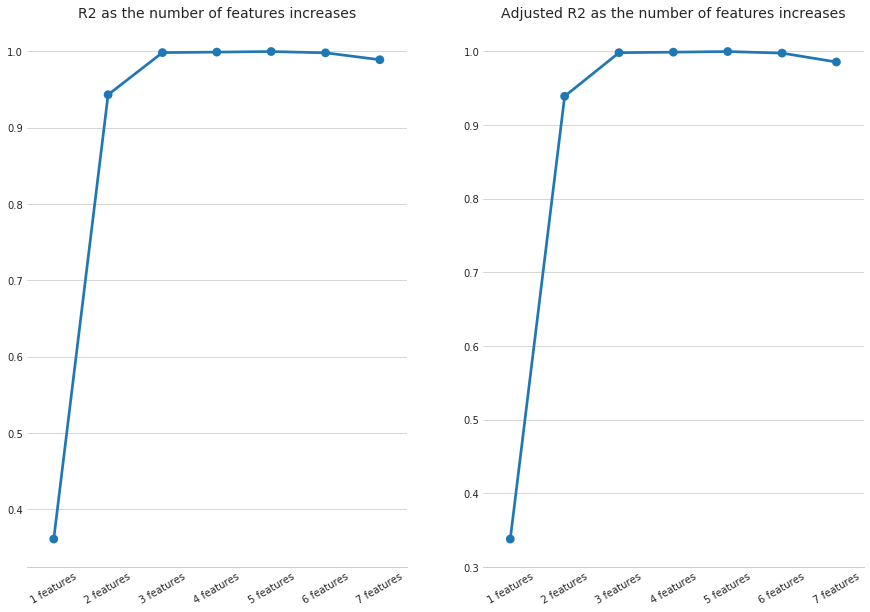 R2 as the number of features increases
1.0
0.9
0.8
0.7
0.6
0.5
0.4
1 features
2 features
3 features
4 features
5 features
6 features
7 features
Adjusted R2 as the number of features increases
1.0
0.9
0.8
0.7
0.6
0.5
0.4
0.3
1 features
2 features
3 features
4 features
5 features
6 features
7 features